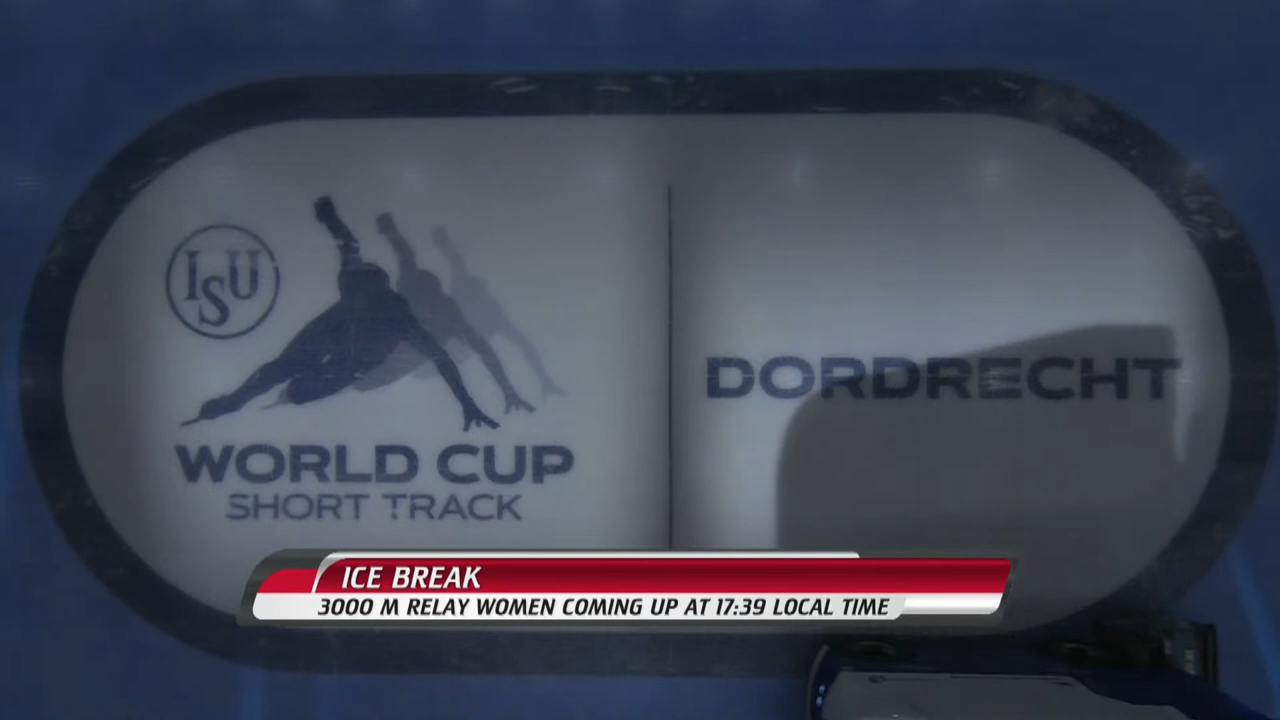 ISU
WORLD CUP
SHORT TRACK
DORDRECHT
ICE BREAK
3000 M RELAY WOMEN COMING UP AT 17:39 LOCAL TIME